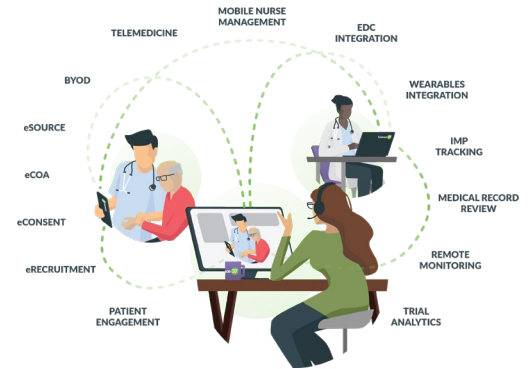 MOBILE NURSE
MANAGEMENT
TELEMEDICINE
EDC
INTEGRATION
BYOD
WEARABLES
INTEGRATION
eSOURCE
IMP
TRACKING
eCOA
MEDICAL RECORD
REVIEW
eCONSENT
REMOTE
MONITORING
eRECRUITMENT
PATIENT
ENGAGEMENT
TRIAL
ANALYTICS